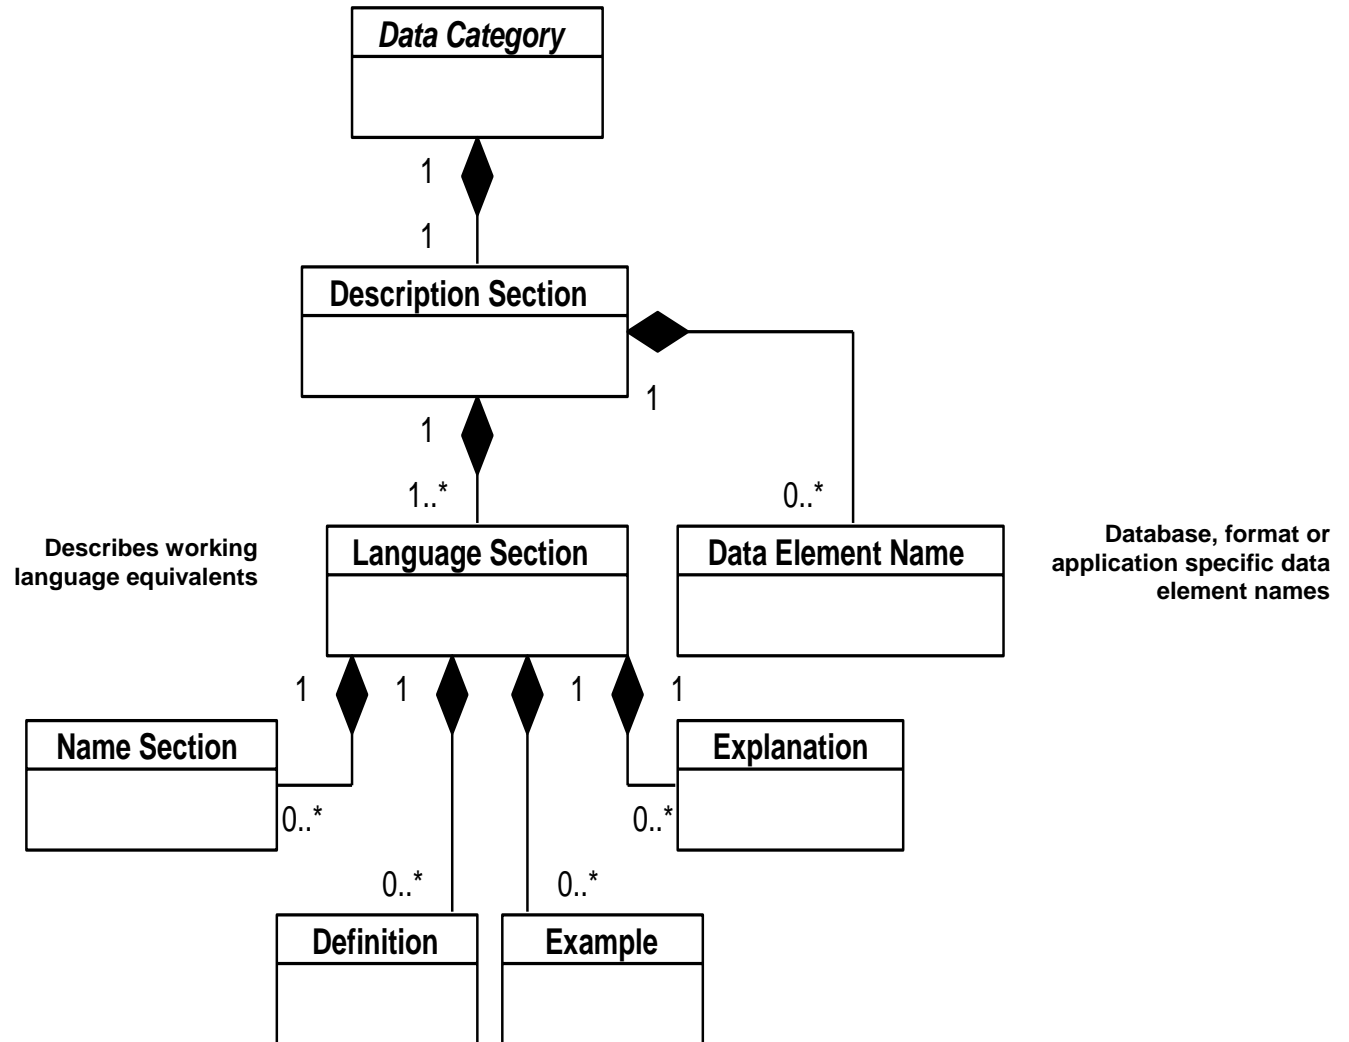 Data Category
1
1
Description Section
1
1
1..*
0..*
Describes working
language equivalents
Language Section
Data Element Name
Database, format or
application specific data
element names
1
1
1
1
Name Section
Explanation
0..*
0..*
0..*
0..*
Definition
Example